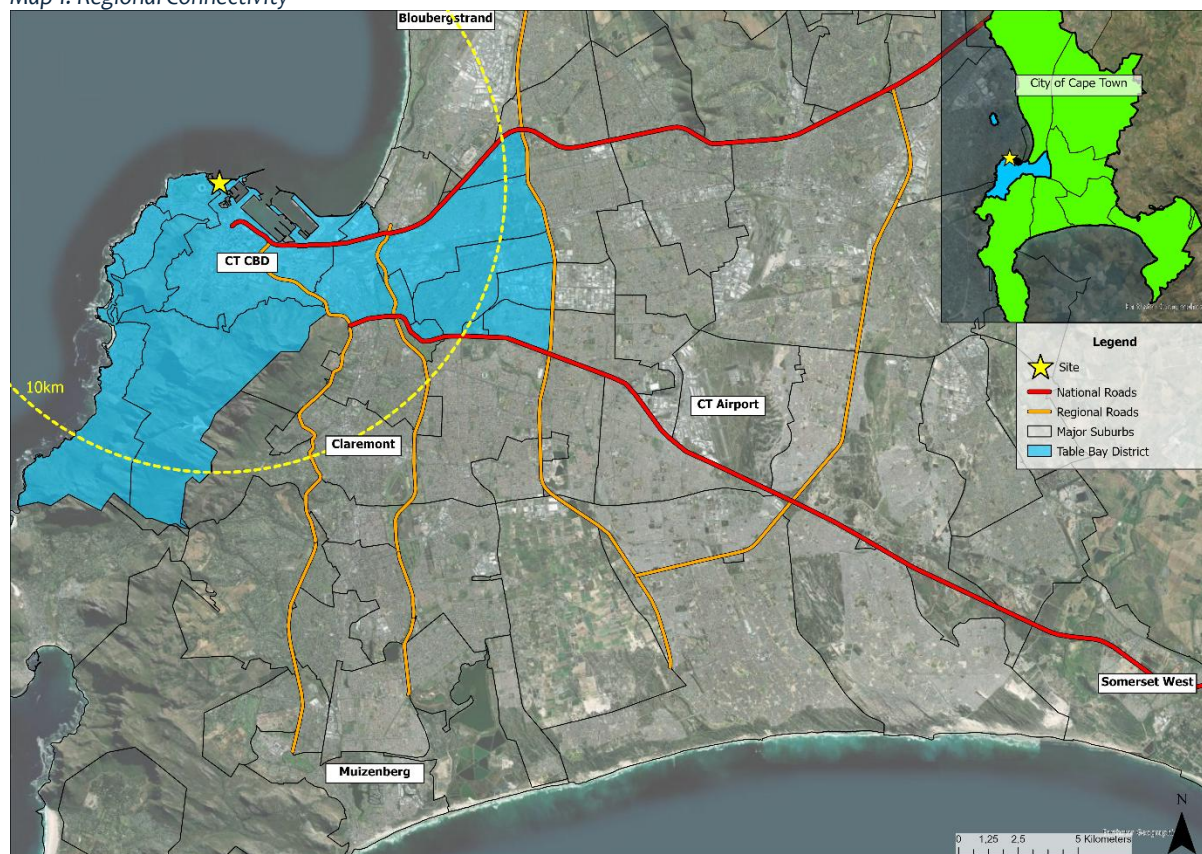 Map 1: Regional Connectivity
Bloubergstrand
City of Cape Town
CT CBD
10km
CT Airport
Claremont
Legend
Site
National Roads
Regional Roads
Major Suburbs
Table Bay District
Somerset West
Muizenberg
N
0 1,25 2,5 5 Kilometers